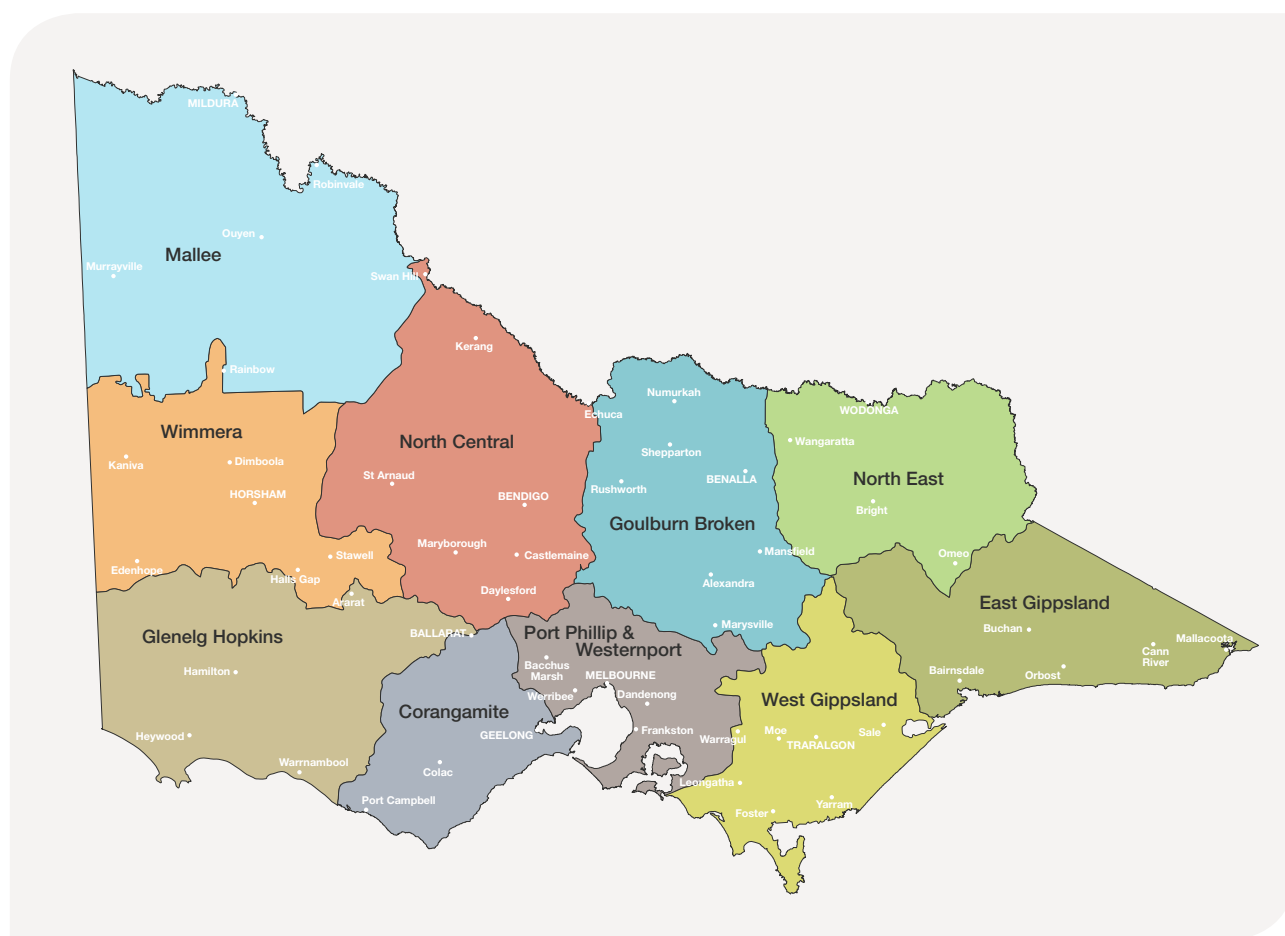 MILDURA
Robinvale
Ouyen
Mallee
Murrayville
Swan Hill
Kerang
Rainbow
Numurkah
Echuca
WODONGA
Wimmera
North Central
Wangaratta
Kaniva
Dimboola
Shepparton
St Arnaud
BENALLA
North East
Rushworth
HORSHAM
BENDIGO
Bright
Goulburn Broken
Maryborough
Castlemaine
Mansfield
Stawell
Omeo
Edenhope
Halls Gap
Alexandra
Daylesford
Ararat
East Gippsland
Marysville
Buchan
BALLARAT
Port Phillip &
Westernport
Glenelg Hopkins
Mallacoota
Cann
River
Bacchus
Marsh
Hamilton
MELBOURNE
Bairnsdale
Orbost
Werribee
Dandenong
West Gippsland
Corangamite
GEELONG
Frankston
Moe
Sale
Heywood
Warragul
TRARALGON
Warrnambool
Colac
Leongatha
Port Campbell
Yarram
Foster